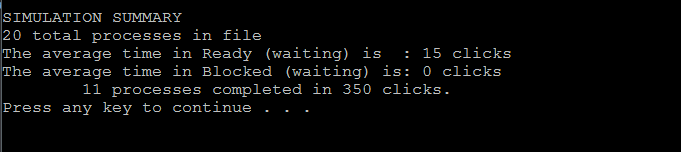 SIMULATION SUMMARY
20 total processes in file
The average time in Ready (waiting) is  : 15 clicks
The average time in Blocked (waiting) is: 0 clicks
        11 processes completed in 350 clicks.
Press any key to continue . . .